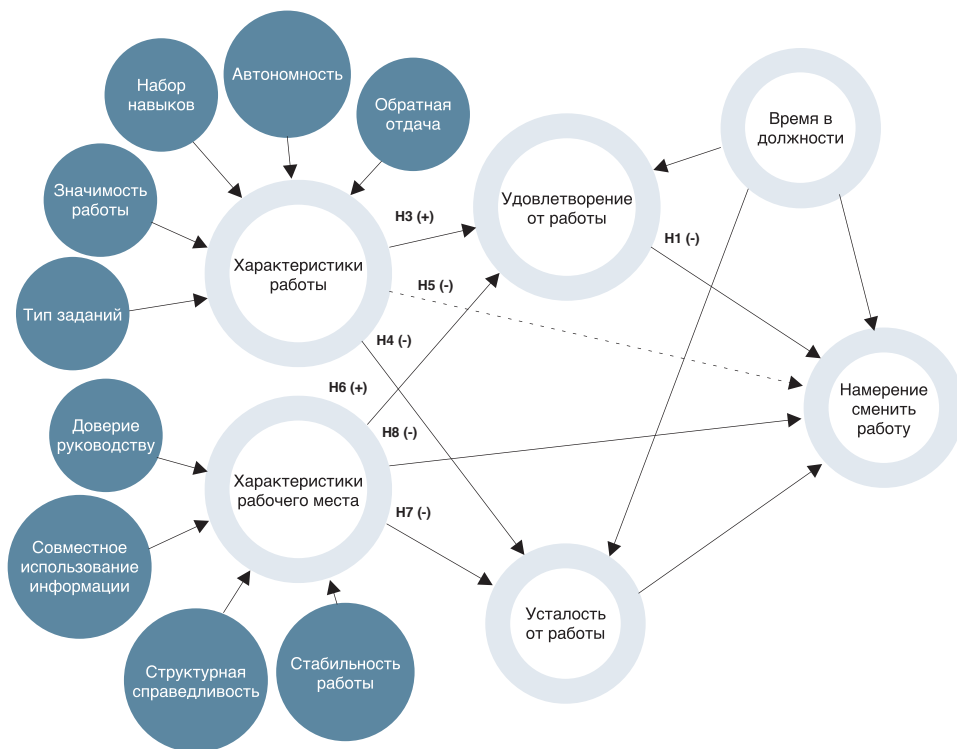 Автономность
Набор
навыков
Обратная
отдача
Время в
должности
Значимость
работы
Удовлетворение
от работы
H3 (+)
H1 (-)
Характеристики
работы
H5 (-)
Тип заданий
H4 (-)
H6 (+)
Намерение
сменить
работу
Доверие
руководству
H8 (-)
Характеристики
рабочего места
H7 (-)
Совместное
использование
информации
Усталость
от работы
Структурная
справедливость
Стабильность
работы